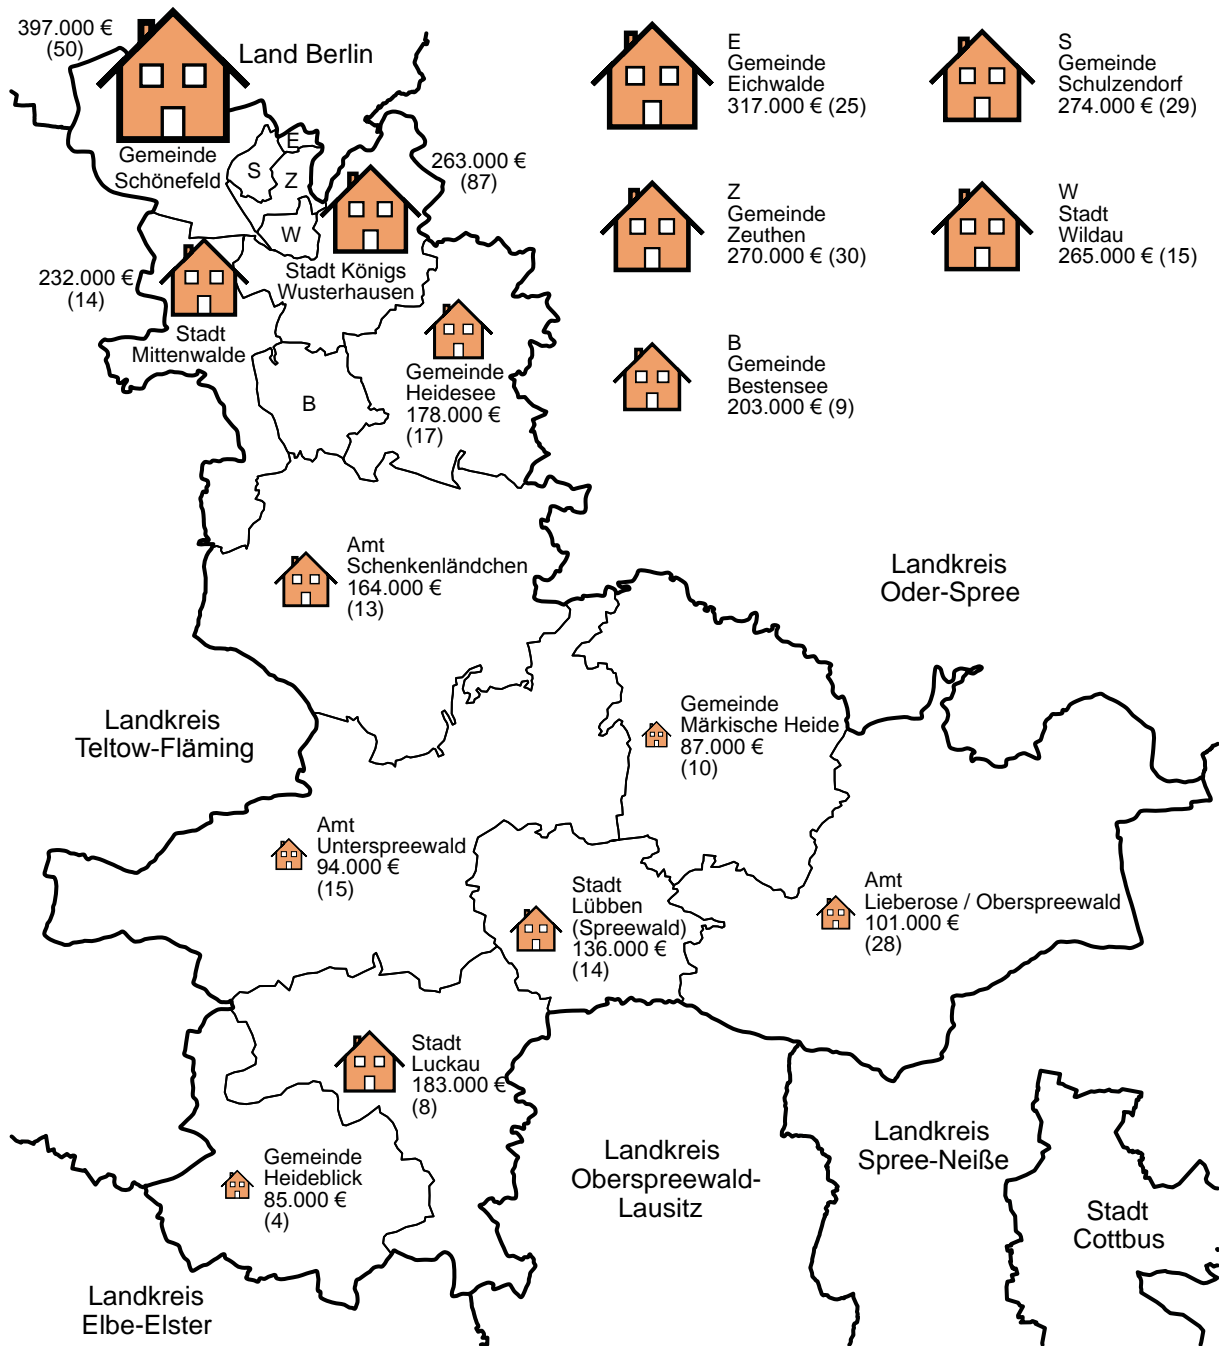 397.000 €
(50)
Land Berlin
Gemeinde
Schönefeld
E
S
Z
W
263.000 €
(87)
Stadt Königs
Wusterhausen
232.000 €
(14)
Stadt
Mittenwalde
B
Gemeinde
Heidesee
178.000 €
(17)
E
Gemeinde
Eichwalde
317.000 € (25)
S
Gemeinde
Schulzendorf
274.000 € (29)
Z
Gemeinde
Zeuthen
270.000 € (30)
W
Stadt
Wildau
265.000 € (15)
B
Gemeinde
Bestensee
203.000 € (9)
Amt
Schenkenländchen
164.000 €
(13)
Landkreis
Oder-Spree
Landkreis
Teltow-Fläming
Gemeinde
Märkische Heide
87.000 €
(10)
Amt
Unterspreewald
94.000 €
(15)
Stadt
Lübben
(Spreewald)
136.000 €
(14)
Amt
Lieberose / Oberspreewald
101.000 €
(28)
Stadt
Luckau
183.000 €
(8)
Gemeinde
Heideblick
85.000 €
(4)
Landkreis
Oberspreewald-
Lausitz
Landkreis
Spree-Neiße
Stadt
Cottbus
Landkreis
Elbe-Elster